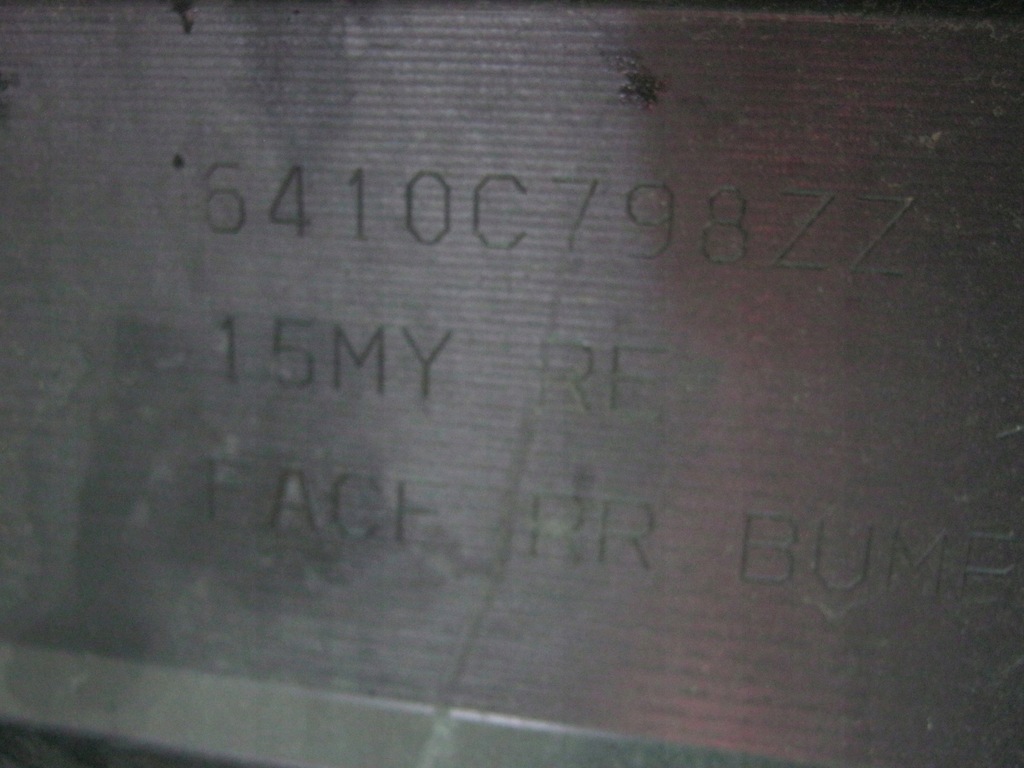 6410C798ZZ
15MY RE
FACE RR BUMP